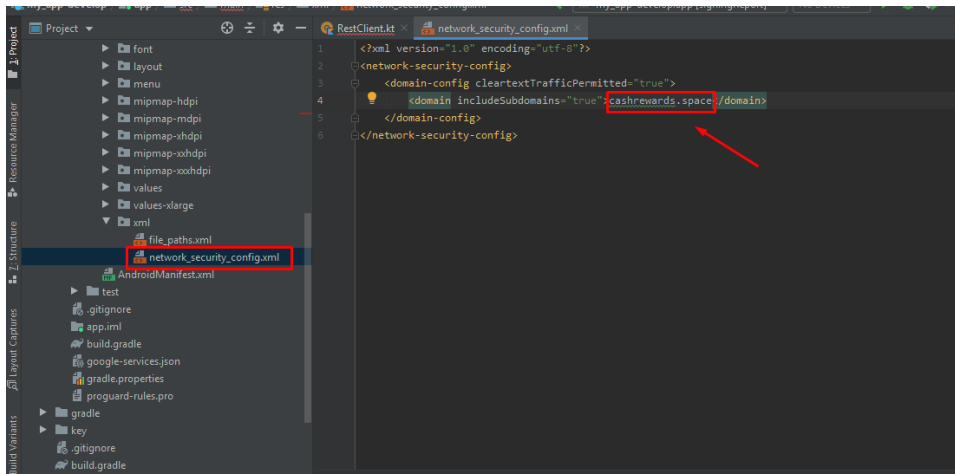 1: Project
Resource Manager
Z: Structure
Layout Captures
Build Variants
Project
font
layout
menu
mipmap-hdpi
mipmap-mdpi
mipmap-xhdpi
mipmap-xxhdpi
mipmap-xxxhdpi
values
values-xlarge
xml
file_paths.xml
network_security_config.xml
AndroidManifest.xml
test
.gitignore
app.iml
build.gradle
google-services.json
gradle.properties
proguard-rules.pro
gradle
key
.gitignore
build.gradle
RestClient.kt
network_security_config.xml
1 <?xml version="1.0" encoding="utf-8"?>
2 <network-security-config>
3 <domain-config cleartextTrafficPermitted="true">
4 <domain includeSubdomains="true">cashrewards.space</domain>
5 </domain-config>
6 </network-security-config>